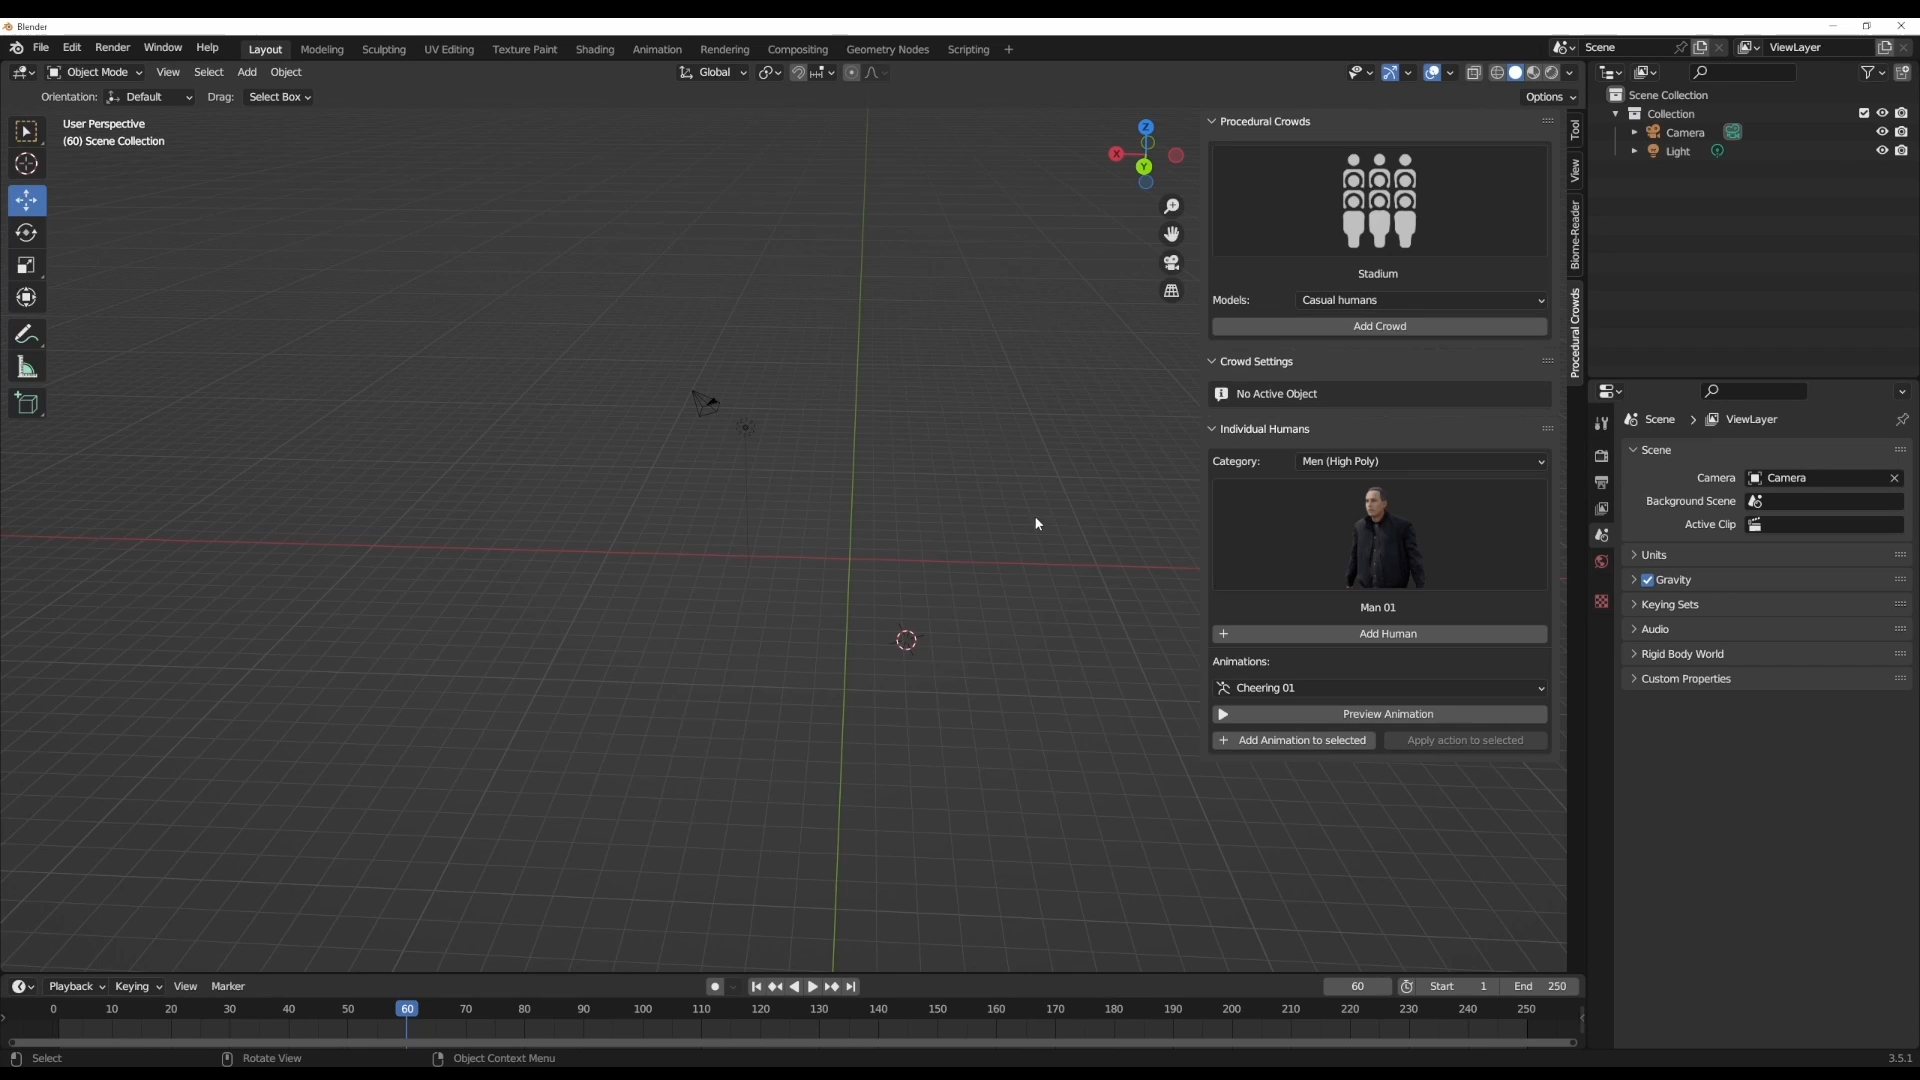 Blender
File Edit Render Window Help Layout Modeling Sculpting UV Editing Texture Paint Shading Animation Rendering Compositing Geometry Nodes Scripting + Scene ViewLayer
Object Mode View Select Add Object Global
Orientation: Default Drag: Select Box Options
User Perspective
(60) Scene Collection
X
Y
Z
Procedural Crowds
Stadium
Models: Casual humans
Add Crowd
Crowd Settings
No Active Object
Individual Humans
Category: Men (High Poly)
Man 01
+ Add Human
Animations:
Cheering 01
Preview Animation
+ Add Animation to selected Apply action to selected
Tool
View
Biome-Reader
Procedural Crowds
Scene Collection
Collection
Camera
Light
Scene > ViewLayer
Scene
Camera Camera
Background Scene
Active Clip
Units
Gravity
Keying Sets
Audio
Rigid Body World
Custom Properties
Playback Keying View Marker 60 Start 1 End 250
0 10 20 30 40 50 60 70 80 90 100 110 120 130 140 150 160 170 180 190 200 210 220 230 240 250
Select Rotate View Object Context Menu 3.5.1